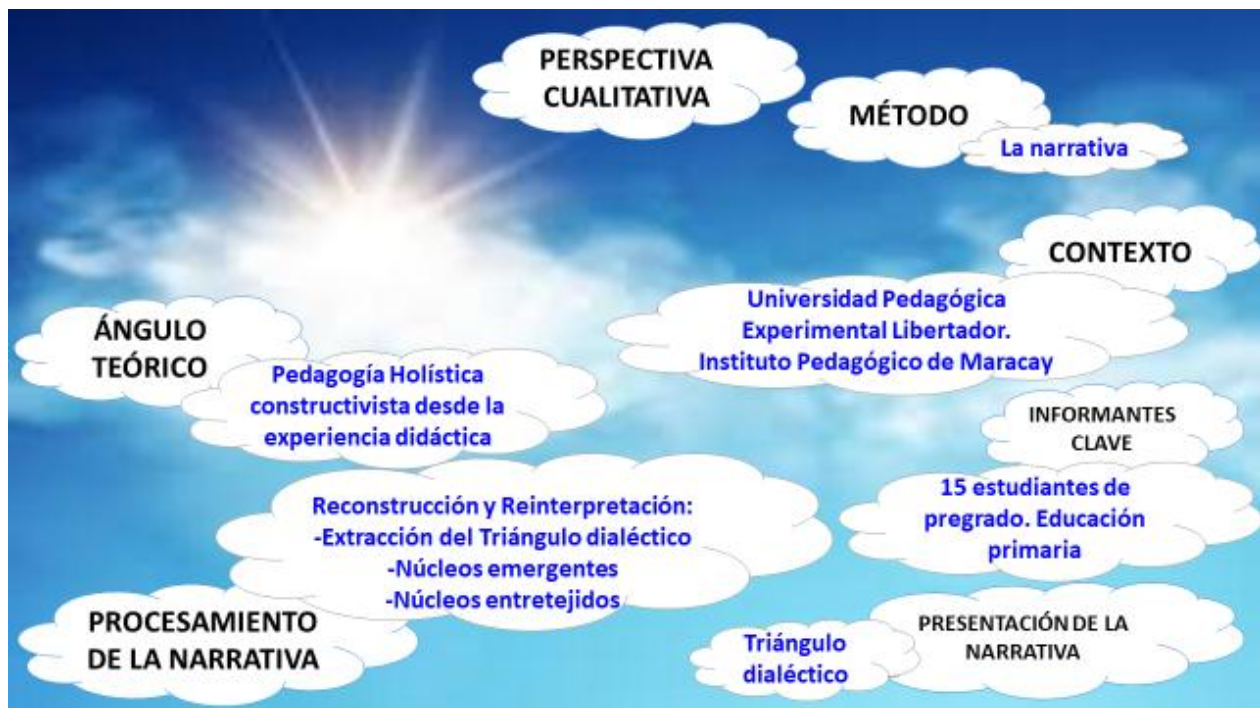 PERSPECTIVA
CUALITATIVA
MÉTODO
La narrativa
CONTEXTO
Universidad Pedagógica
Experimental Libertador.
Instituto Pedagógico de Maracay
INFORMANTES
CLAVE
15 estudiantes de
pregrado. Educación
primaria
PRESENTACIÓN DE LA
NARRATIVA
Triángulo
dialéctico
PROCESAMIENTO
DE LA NARRATIVA
Reconstrucción y Reinterpretación:
-Extracción del Triángulo dialéctico
-Núcleos emergentes
-Núcleos entretejidos
ÁNGULO
TEÓRICO
Pedagogía Holística
constructivista desde la
experiencia didáctica